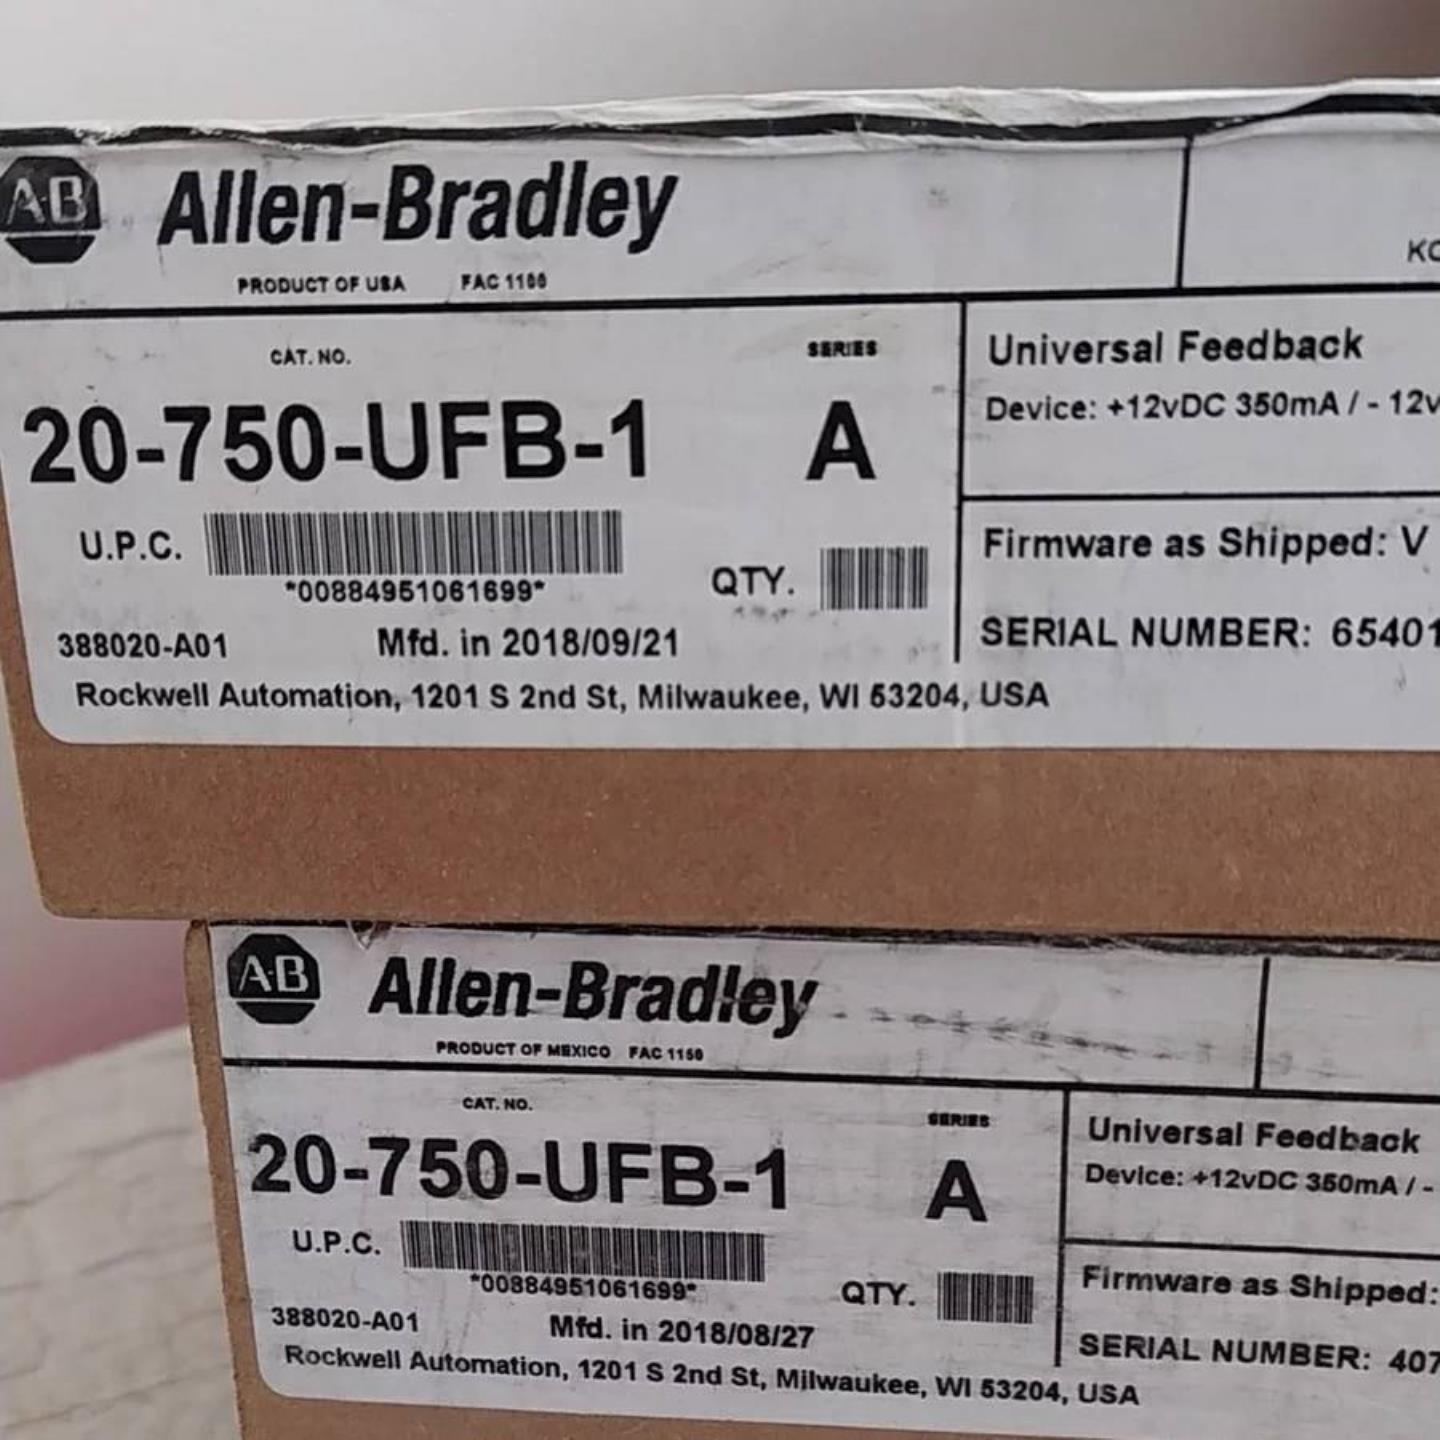 AB Allen-Bradley
PRODUCT OF USA FAC 1100
KC
CAT. NO. SERIES
20-750-UFB-1 A
U.P.C.
*00884951061699*
QTY.
388020-A01 Mfd. in 2018/09/21
Rockwell Automation, 1201 S 2nd St, Milwaukee, WI 53204, USA
Universal Feedback
Device: +12vDC 350mA / - 12v
Firmware as Shipped: V
SERIAL NUMBER: 65401
A-B Allen-Bradley
PRODUCT OF MEXICO FAC 1150
CAT. NO. SERIES
20-750-UFB-1 A
U.P.C.
*00884951061699*
QTY.
388020-A01 Mfd. in 2018/08/27
Rockwell Automation, 1201 S 2nd St, Milwaukee, WI 53204, USA
Universal Feedback
Device: +12vDC 350mA / -
Firmware as Shipped:
SERIAL NUMBER: 407